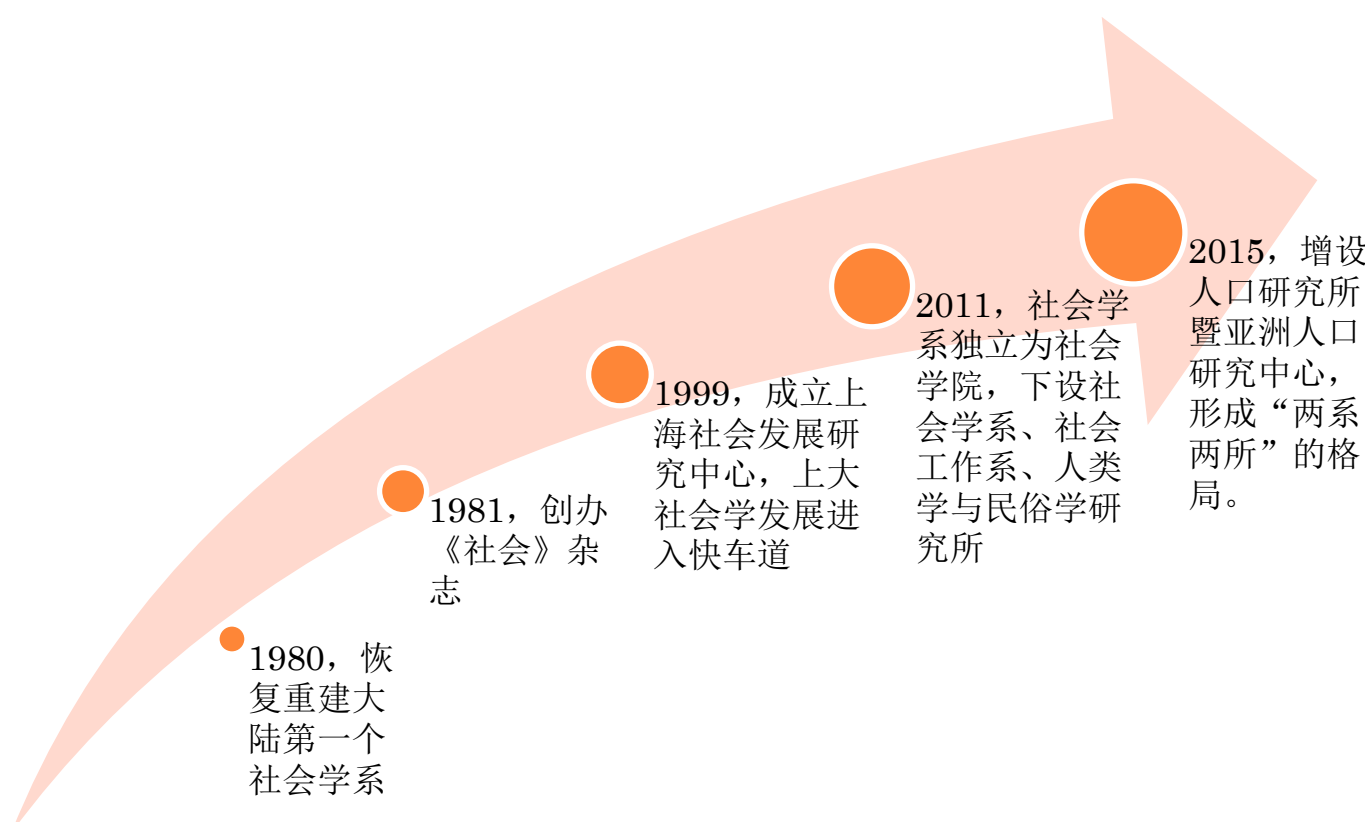 1980，恢
复重建大
陆第一个
社会学系
1981，创办
《社会》杂
志
1999，成立上
海社会发展研
究中心，上大
社会学发展进
入快车道
2011，社会学
系独立为社会
学院，下设社
会学系、社会
工作系、人类
学与民俗学研
究所
2015，增设
人口研究所
暨亚洲人口
研究中心，
形成“两系
两所”的格
局。